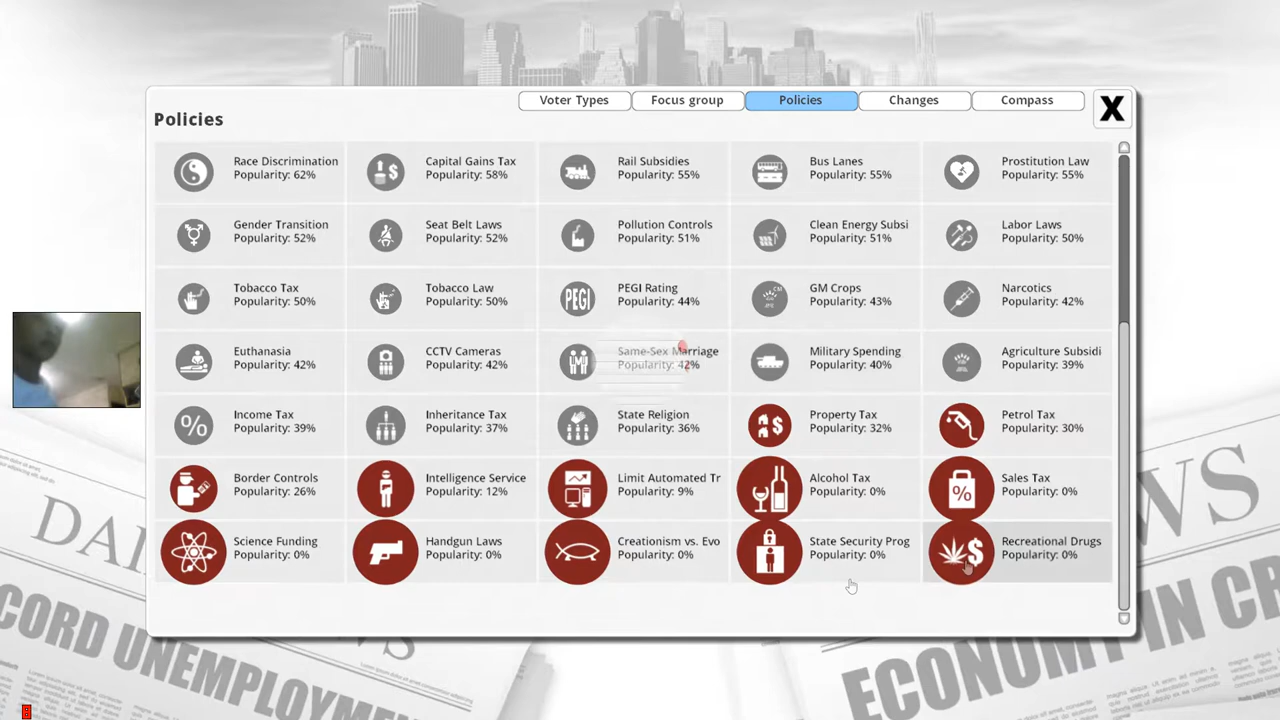 Voter Types
Focus group
Policies
Changes
Compass
X
Policies
Race Discrimination
Popularity: 62%
Capital Gains Tax
Popularity: 58%
Rail Subsidies
Popularity: 55%
Bus Lanes
Popularity: 55%
Prostitution Law
Popularity: 55%
Gender Transition
Popularity: 52%
Seat Belt Laws
Popularity: 52%
Pollution Controls
Popularity: 51%
Clean Energy Subsi
Popularity: 51%
Labor Laws
Popularity: 50%
Tobacco Tax
Popularity: 50%
Tobacco Law
Popularity: 50%
PEGI
PEGI Rating
Popularity: 44%
GM Crops
Popularity: 43%
Narcotics
Popularity: 42%
Euthanasia
Popularity: 42%
CCTV Cameras
Popularity: 42%
Same-Sex Marriage
Popularity: 42%
Military Spending
Popularity: 40%
Agriculture Subsidi
Popularity: 39%
%
Income Tax
Popularity: 39%
Inheritance Tax
Popularity: 37%
State Religion
Popularity: 36%
$
Property Tax
Popularity: 32%
Petrol Tax
Popularity: 30%
Border Controls
Popularity: 26%
Intelligence Service
Popularity: 12%
Limit Automated Tr
Popularity: 9%
Alcohol Tax
Popularity: 0%
%
Sales Tax
Popularity: 0%
Science Funding
Popularity: 0%
Handgun Laws
Popularity: 0%
Creationism vs. Evo
Popularity: 0%
State Security Prog
Popularity: 0%
$
Recreational Drugs
Popularity: 0%
DAI
NEWS
CORD UNEMPLOYME
ECONOMY IN CR